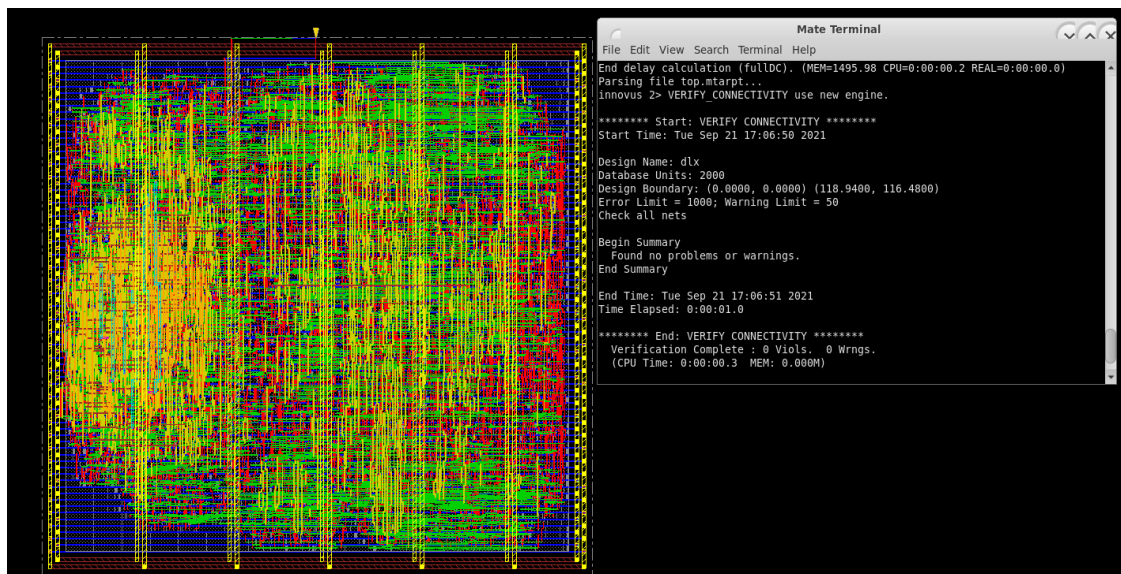 Mate Terminal
File Edit View Search Terminal Help
End delay calculation (fullDC). (MEM=1495.98 CPU=0:00:00.2 REAL=0:00:00.0)
Parsing file top.mtarpt...
innovus 2> VERIFY_CONNECTIVITY use new engine.
******** Start: VERIFY CONNECTIVITY ********
Start Time: Tue Sep 21 17:06:50 2021
Design Name: dlx
Database Units: 2000
Design Boundary: (0.0000, 0.0000) (118.9400, 116.4800)
Error Limit = 1000; Warning Limit = 50
Check all nets
Begin Summary
  Found no problems or warnings.
End Summary
End Time: Tue Sep 21 17:06:51 2021
Time Elapsed: 0:00:01.0
******** End: VERIFY CONNECTIVITY ********
  Verification Complete : 0 Viols.  0 Wrngs.
  (CPU Time: 0:00:00.3  MEM: 0.000M)